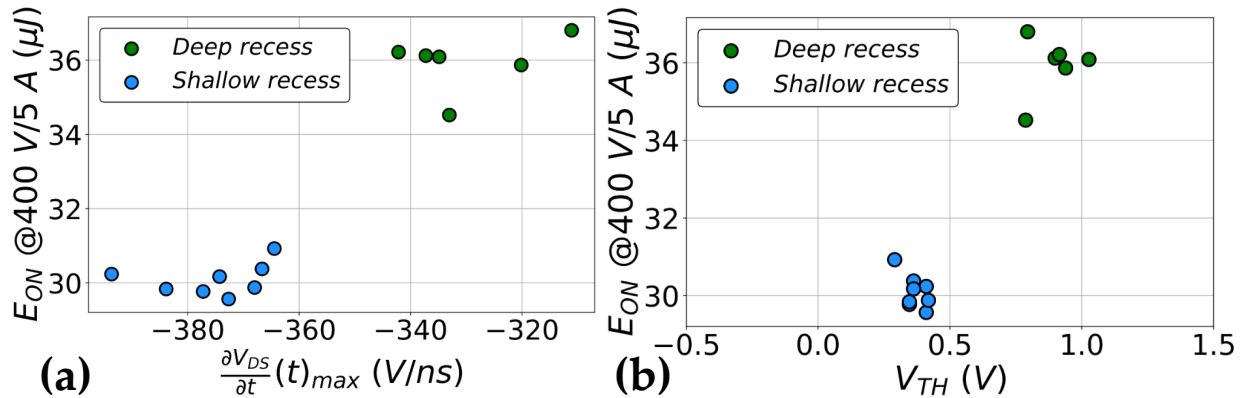 E_ON @400 V/5 A (μJ)
36
34
32
30
Deep recess
Shallow recess
−380
−360
−340
−320
∂V_DS/∂t (t)_max (V/ns)
(a)
E_ON @400 V/5 A (μJ)
36
34
32
30
Deep recess
Shallow recess
−0.5
0.0
0.5
1.0
1.5
V_TH (V)
(b)